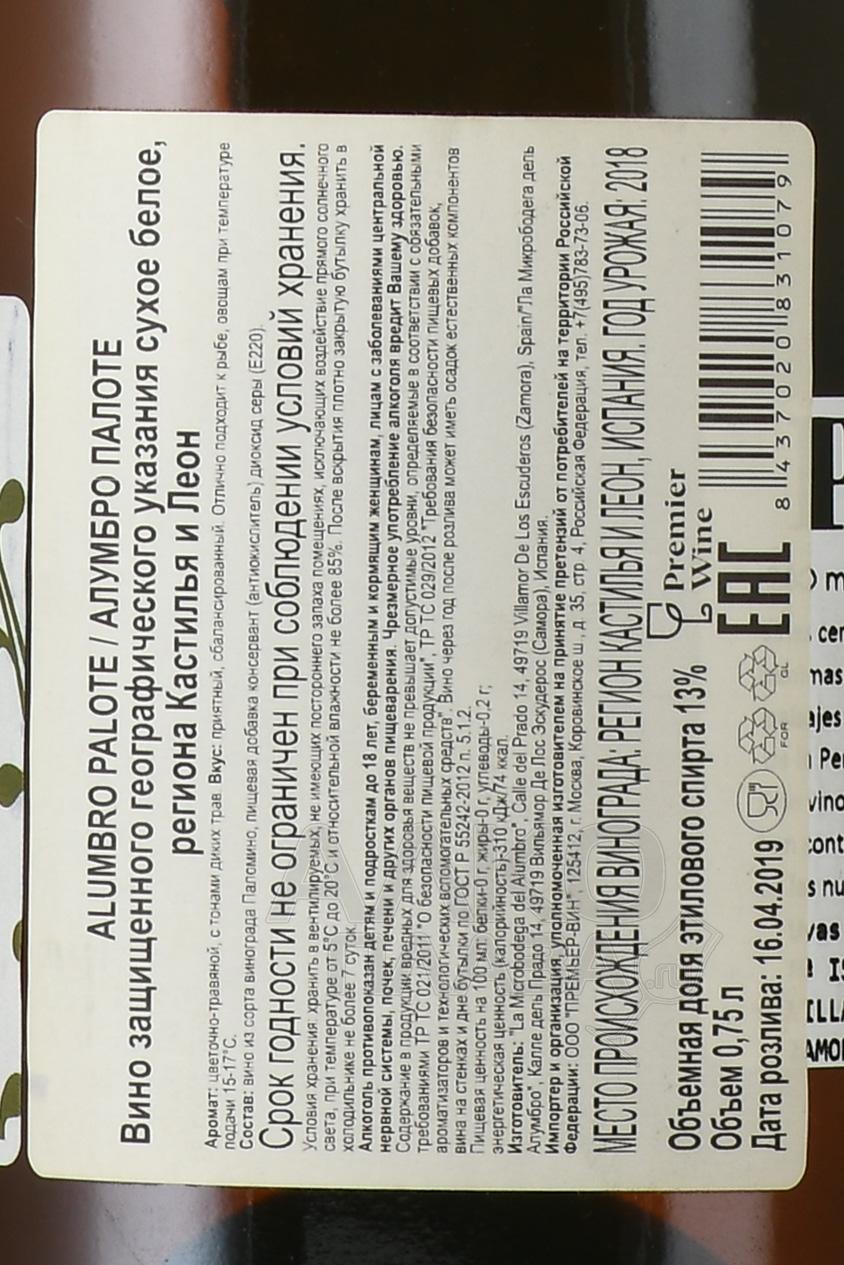 ALUMBRO PALOTE / АЛУМБРО ПАЛОТЕ
Вино защищенного географического указания сухое белое,
региона Кастилья и Леон
Аромат: цветочно-травяной, с тонами диких трав. Вкус: приятный, сбалансированный. Отлично подходит к рыбе, овощам при температуре
подачи 15-17°С.
Состав: вино из сорта винограда Паломино, пищевая добавка консервант (антиокислитель) диоксид серы (Е220).
Срок годности не ограничен при соблюдении условий хранения.
Условия хранения: хранить в вентилируемых, не имеющих постороннего запаха помещениях, исключающих воздействие прямого солнечного
света, при температуре от 5°С до 20°С и относительной влажности не более 85%. После вскрытия плотно закрытую бутылку хранить в
холодильнике не более 7 суток.
Алкоголь противопоказан детям и подросткам до 18 лет, беременным и кормящим женщинам, лицам с заболеваниями центральной
нервной системы, почек, печени и других органов пищеварения. Чрезмерное употребление алкоголя вредит Вашему здоровью.
Содержание в продукции вредных для здоровья веществ не превышает допустимые уровни, определяемые в соответствии с обязательными
требованиями ТР ТС 021/2011 "О безопасности пищевой продукции", ТР ТС 029/2012 "Требования безопасности пищевых добавок,
ароматизаторов и технологических вспомогательных средств". Вино через год после розлива может иметь осадок естественных компонентов
вина на стенках и дне бутылки по ГОСТ Р 55242-2012 п. 5.1.2.
Пищевая ценность на 100 мл: белки-0 г, жиры-0 г, углеводы-0,2 г;
энергетическая ценность (калорийность)-310 кДж/74 ккал.
Изготовитель: "La Microbodega del Alumbro", Calle del Prado 14, 49719 Villamor De Los Escuderos (Zamora), Spain/"Ла Микрободега дель
Алумбро", Калле дель Прадо 14, 49719 Вильямор Де Лос Эскудерос (Самора), Испания.
Импортер и организация, уполномоченная изготовителем на принятие претензий от потребителей на территории Российской
Федерации: ООО "ПРЕМЬЕР-ВИН", 125412, г. Москва, Коровинское ш., д. 35, стр. 4, Российская Федерация, тел. +7(495)783-73-06.
МЕСТО ПРОИСХОЖДЕНИЯ ВИНОГРАДА: РЕГИОН КАСТИЛЬЯ И ЛЕОН, ИСПАНИЯ. ГОД УРОЖАЯ: 2018
Объемная доля этилового спирта 13%
Объем 0,75 л
Дата розлива: 16.04.2019
FOR
GL
Premier
Wine
EAC
8437020831079